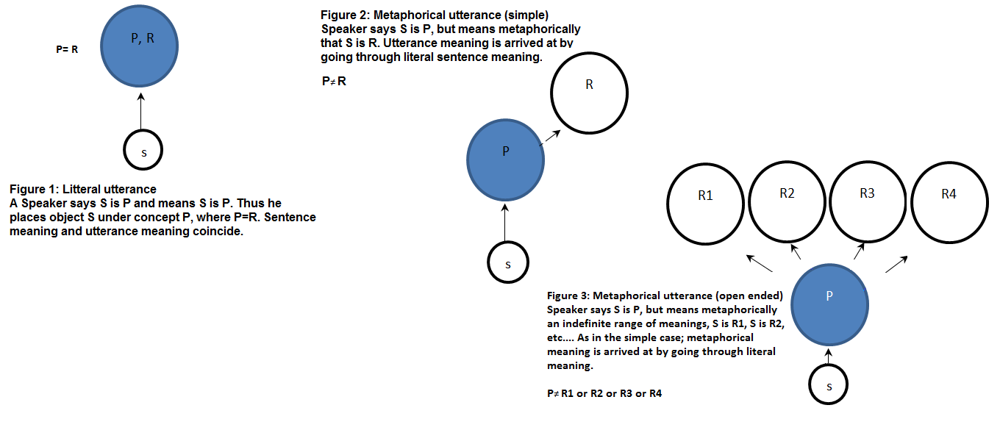 P= R
P, R
s
Figure 1: Litteral utterance
A Speaker says S is P and means S is P. Thus he
places object S under concept P, where P=R. Sentence
meaning and utterance meaning coincide.
Figure 2: Metaphorical utterance (simple)
Speaker says S is P, but means metaphorically
that S is R. Utterance meaning is arrived at by
going through literal sentence meaning.
P≠R
R
P
s
R1
R2
R3
R4
P
s
Figure 3: Metaphorical utterance (open ended)
Speaker says S is P, but means metaphorically
an indefinite range of meanings, S is R1, S is R2,
etc.... As in the simple case; metaphorical
meaning is arrived at by going through literal
meaning.
P≠ R1 or R2 or R3 or R4